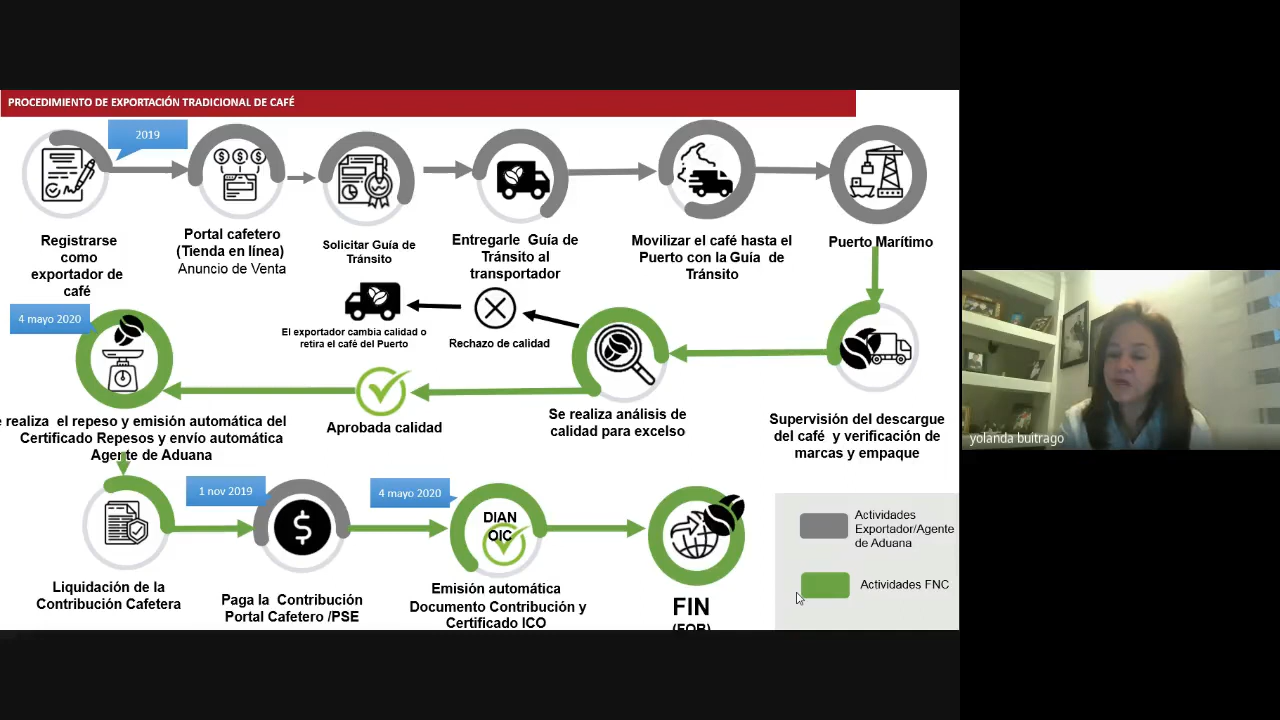 PROCEDIMIENTO DE EXPORTACIÓN TRADICIONAL DE CAFÉ
2019
Registrarse
como
exportador de
café
Portal cafetero
(Tienda en línea)
Anuncio de Venta
Solicitar Guía de
Tránsito
Entregarle Guía de
Tránsito al
transportador
Movilizar el café hasta el
Puerto con la Guía de
Tránsito
Puerto Marítimo
4 mayo 2020
El exportador cambia calidad o
retira el café del Puerto
Rechazo de calidad
realiza el repeso y emisión automática del
Certificado Repesos y envío automática
Agente de Aduana
Aprobada calidad
Se realiza análisis de
calidad para excelso
Supervisión del descargue
del café y verificación de
marcas y empaque
yolanda buitrago
1 nov 2019
4 mayo 2020
DIAN
OIC
Liquidación de la
Contribución Cafetera
Paga la Contribución
Portal Cafetero /PSE
Emisión automática
Documento Contribución y
Certificado ICO
FIN
(FOB)
Actividades
Exportador/Agente
de Aduana
Actividades FNC